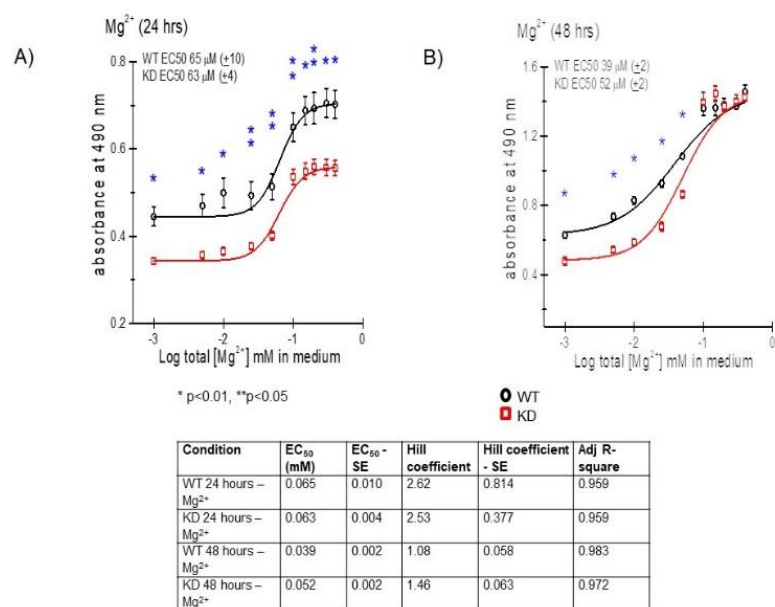 Mg²⁺ (24 hrs)
A)
WT EC50 65 µM (±10)
KD EC50 63 µM (±4)
absorbance at 490 nm
0.8
0.6
0.4
0.2
-3 -2 -1 0
Log total [Mg²⁺] mM in medium
* p<0.01, **p<0.05
B)
Mg²⁺ (48 hrs)
WT EC50 39 µM (±2)
KD EC50 52 µM (±2)
absorbance at 490 nm
1.6
1.2
0.8
0.4
-3 -2 -1 0
Log total [Mg²⁺] mM in medium
WT
KD
Condition EC₅₀ (mM) EC₅₀ - SE Hill coefficient Hill coefficient - SE Adj R-square
WT 24 hours – Mg²⁺ 0.065 0.010 2.62 0.814 0.959
KD 24 hours – Mg²⁺ 0.063 0.004 2.53 0.377 0.959
WT 48 hours – Mg²⁺ 0.039 0.002 1.08 0.058 0.983
KD 48 hours – Mg²⁺ 0.052 0.002 1.46 0.063 0.972